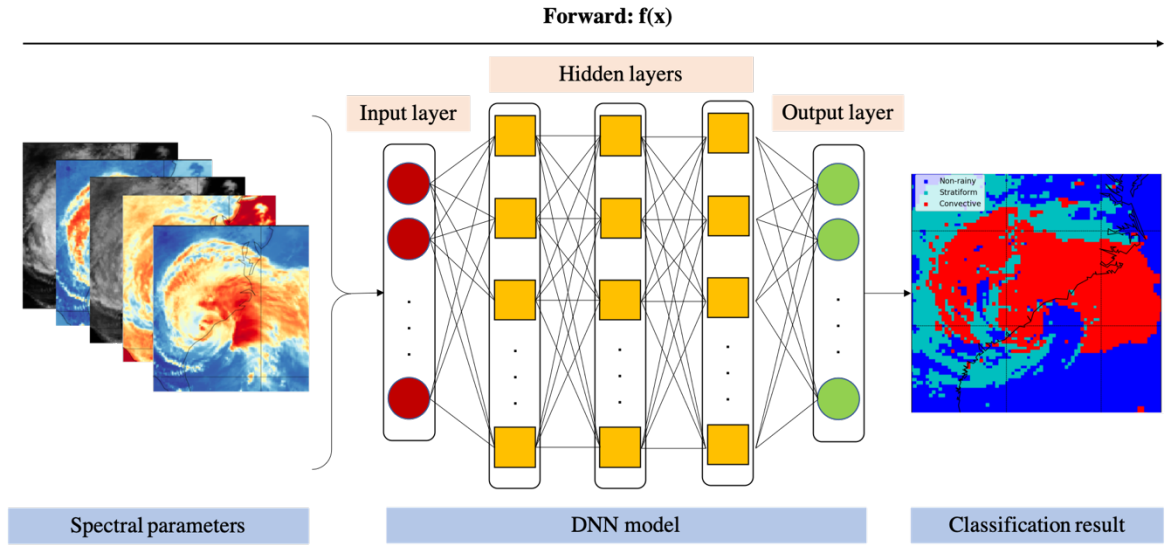 Forward: f(x)
Hidden layers
Input layer
Output layer
Non-rainy
Stratiform
Convective
Spectral parameters
DNN model
Classification result